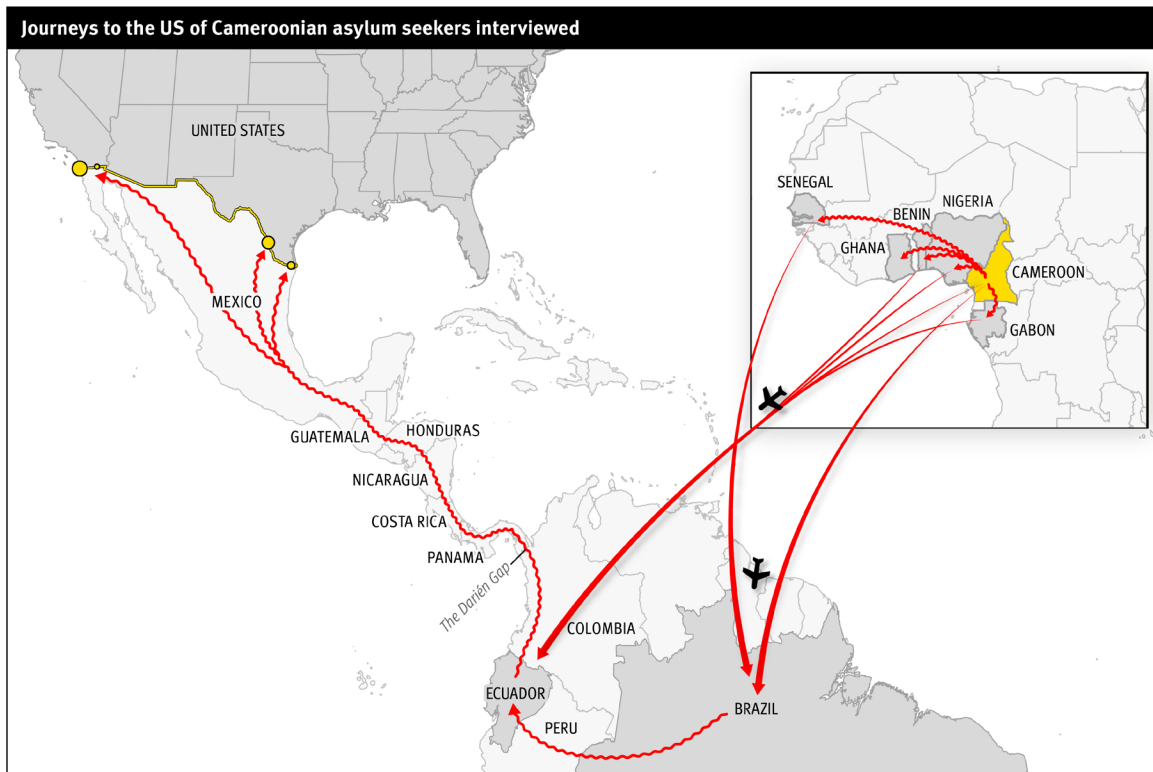 Journeys to the US of Cameroonian asylum seekers interviewed
UNITED STATES
MEXICO
GUATEMALA
HONDURAS
NICARAGUA
COSTA RICA
PANAMA
The Darién Gap
COLOMBIA
ECUADOR
PERU
BRAZIL
SENEGAL
GHANA
BENIN
NIGERIA
CAMEROON
GABON